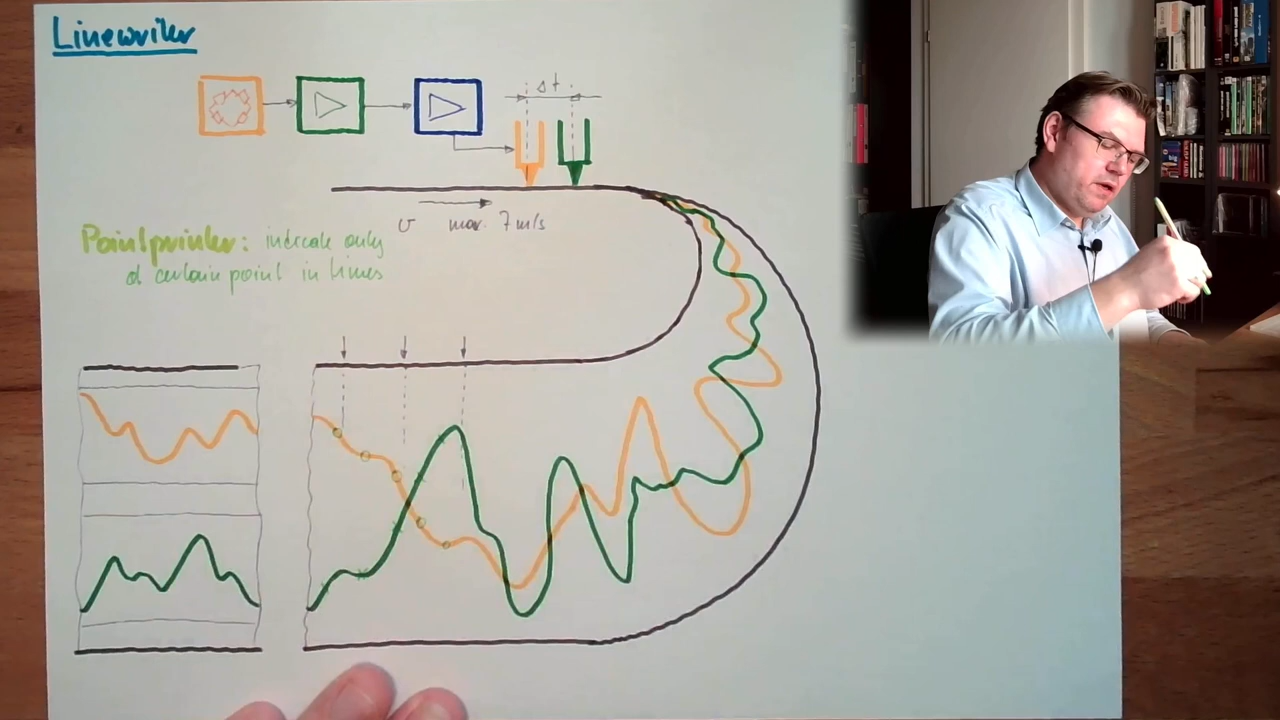 Linewriter
Δt
v max. 7 m/s
Pointprinter: indicate only
at certain point in times